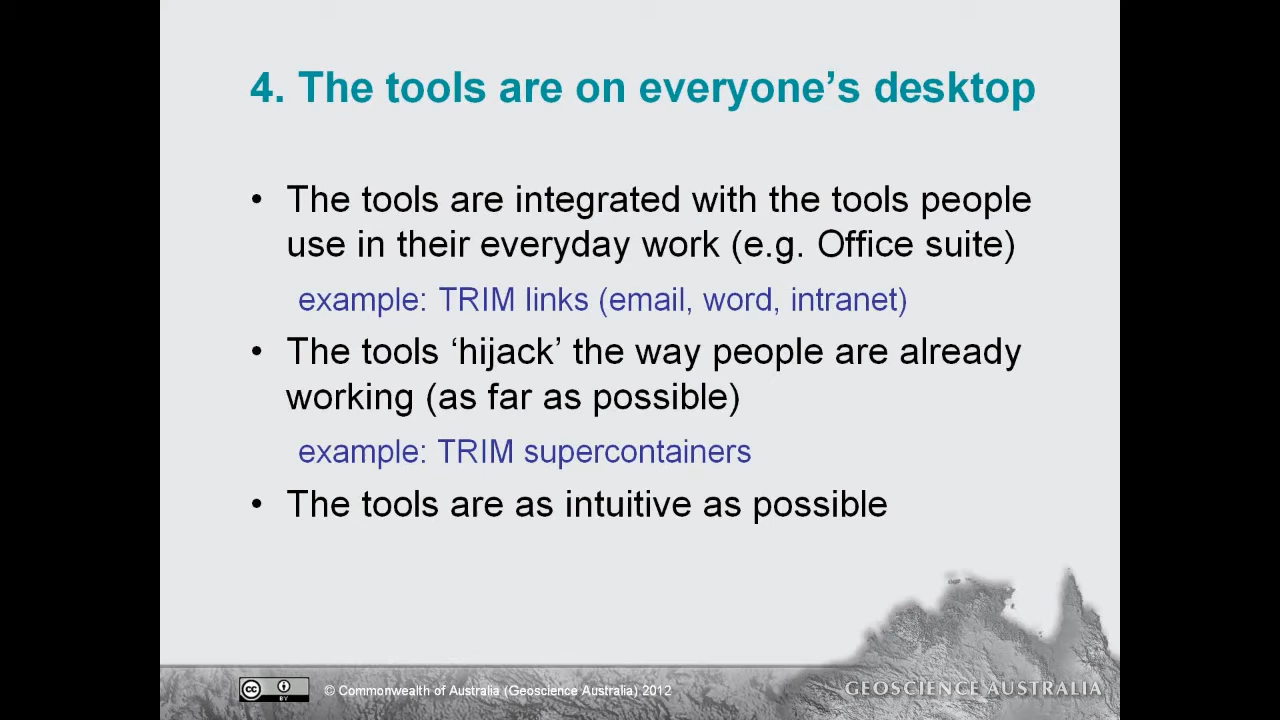 4. The tools are on everyone's desktop
• The tools are integrated with the tools people
use in their everyday work (e.g. Office suite)
example: TRIM links (email, word, intranet)
• The tools ‘hijack’ the way people are already
working (as far as possible)
example: TRIM supercontainers
• The tools are as intuitive as possible
cc BY © Commonwealth of Australia (Geoscience Australia) 2012
GEOSCIENCE AUSTRALIA